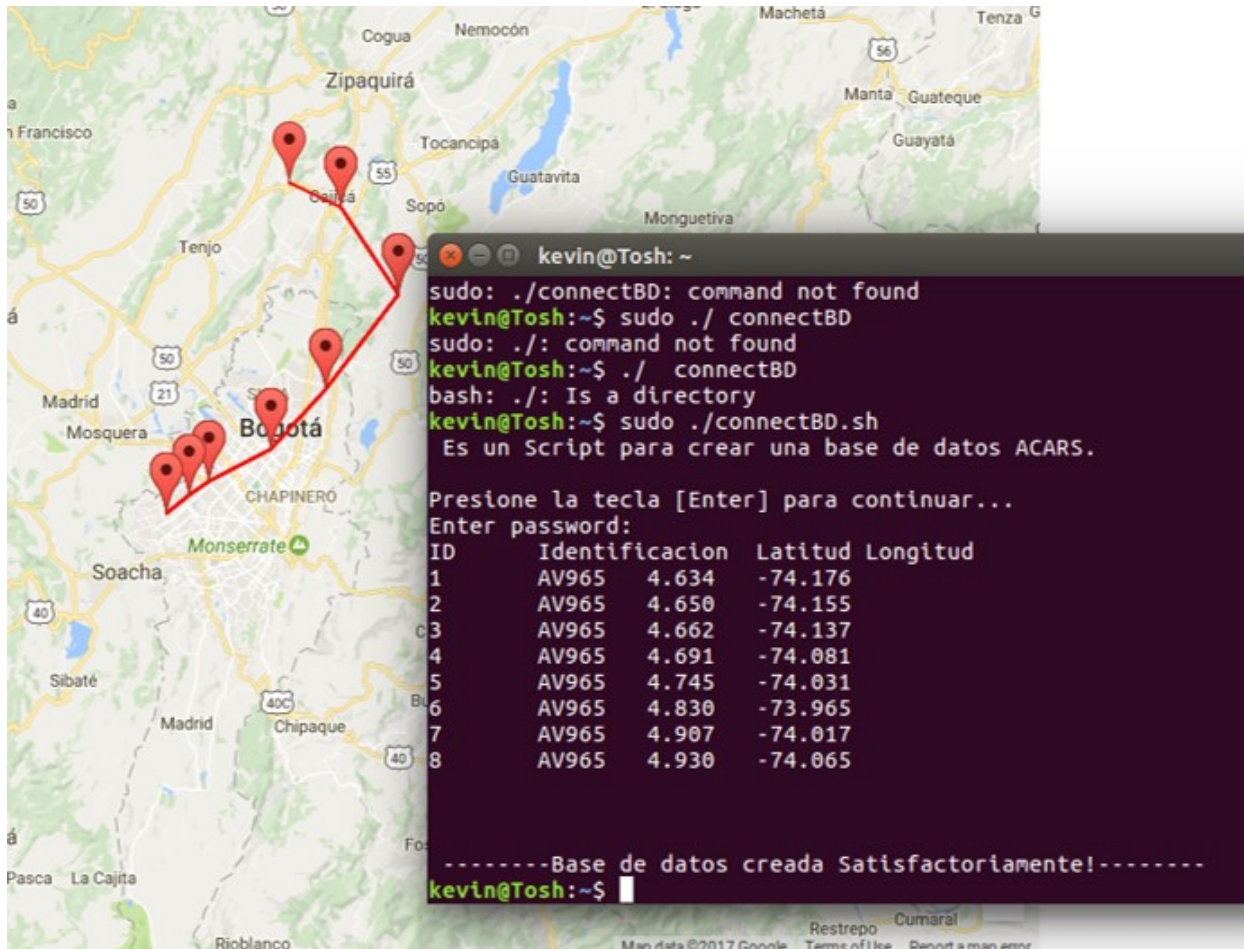 Machetá
Tenza
Cogua
Nemocón
56
Zipaquirá
Manta
Guateque
n Francisco
Tocancipá
Guayatá
55
Guatavita
50
Cajicá
Sopó
Monguetiva
Tenjo
50
50
21
Madrid
Mosquera
Bogotá
CHAPINERO
Monserrate
Soacha
40
Sibaté
40C
Madrid
Chipaque
40
Pasca
La Cajita
Rioblanco
Restrepo
Cumaral
Map data ©2017 Google
Terms of Use
Report a map error
kevin@Tosh: ~
sudo: ./connectBD: command not found
kevin@Tosh:~$ sudo ./ connectBD
sudo: ./: command not found
kevin@Tosh:~$ ./  connectBD
bash: ./: Is a directory
kevin@Tosh:~$ sudo ./connectBD.sh
Es un Script para crear una base de datos ACARS.
Presione la tecla [Enter] para continuar...
Enter password:
ID Identificacion Latitud Longitud
1 AV965 4.634 -74.176
2 AV965 4.650 -74.155
3 AV965 4.662 -74.137
4 AV965 4.691 -74.081
5 AV965 4.745 -74.031
6 AV965 4.830 -73.965
7 AV965 4.907 -74.017
8 AV965 4.930 -74.065
--------Base de datos creada Satisfactoriamente!--------
kevin@Tosh:~$